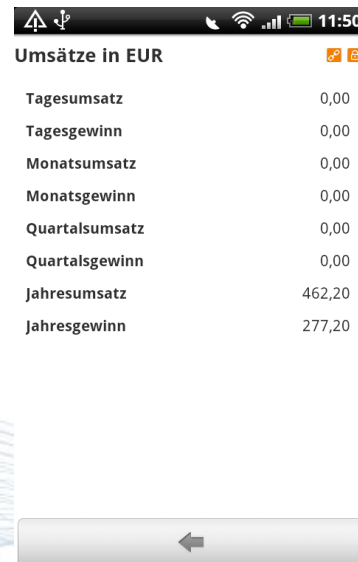 11:50
Umsätze in EUR
Tagesumsatz 0,00
Tagesgewinn 0,00
Monatsumsatz 0,00
Monatsgewinn 0,00
Quartalsumsatz 0,00
Quartalsgewinn 0,00
Jahresumsatz 462,20
Jahresgewinn 277,20